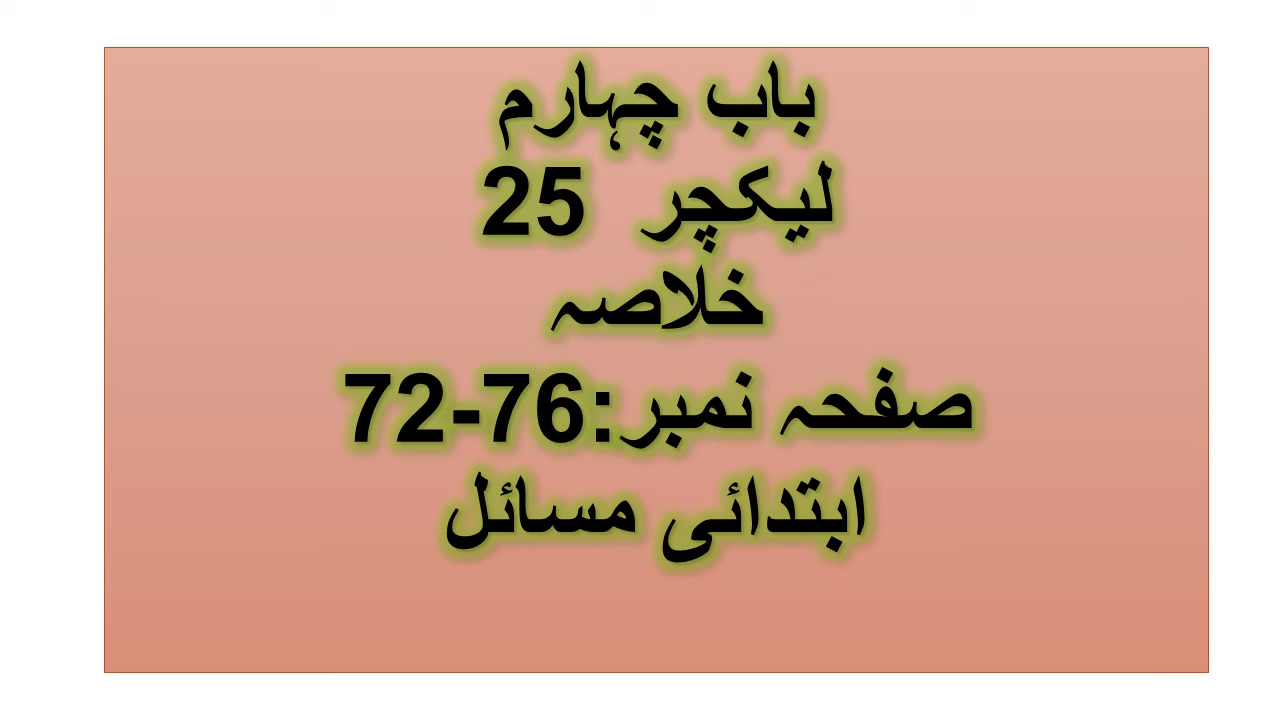 باب چہارم
لیکچر 25
خلاصہ
صفحہ نمبر:76-72
ابتدائی مسائل